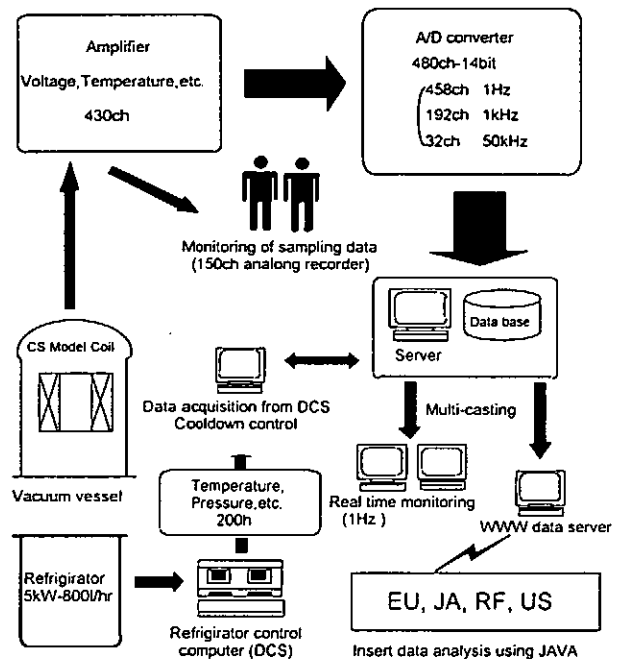 Amplifier
Voltage,Temperature,etc.
430ch
A/D converter
480ch-14bit
458ch 1Hz
192ch 1kHz
32ch 50kHz
Monitoring of sampling data
(150ch analong recorder)
CS Model Coil
Vacuum vessel
Data base
Server
Data acquisition from DCS
Cooldown control
Multi-casting
Temperature,
Pressure,etc.
200h
Real time monitoring
(1Hz )
WWW data server
Refrigirator
5kW-800l/hr
Refrigirator control
computer (DCS)
EU, JA, RF, US
Insert data analysis using JAVA